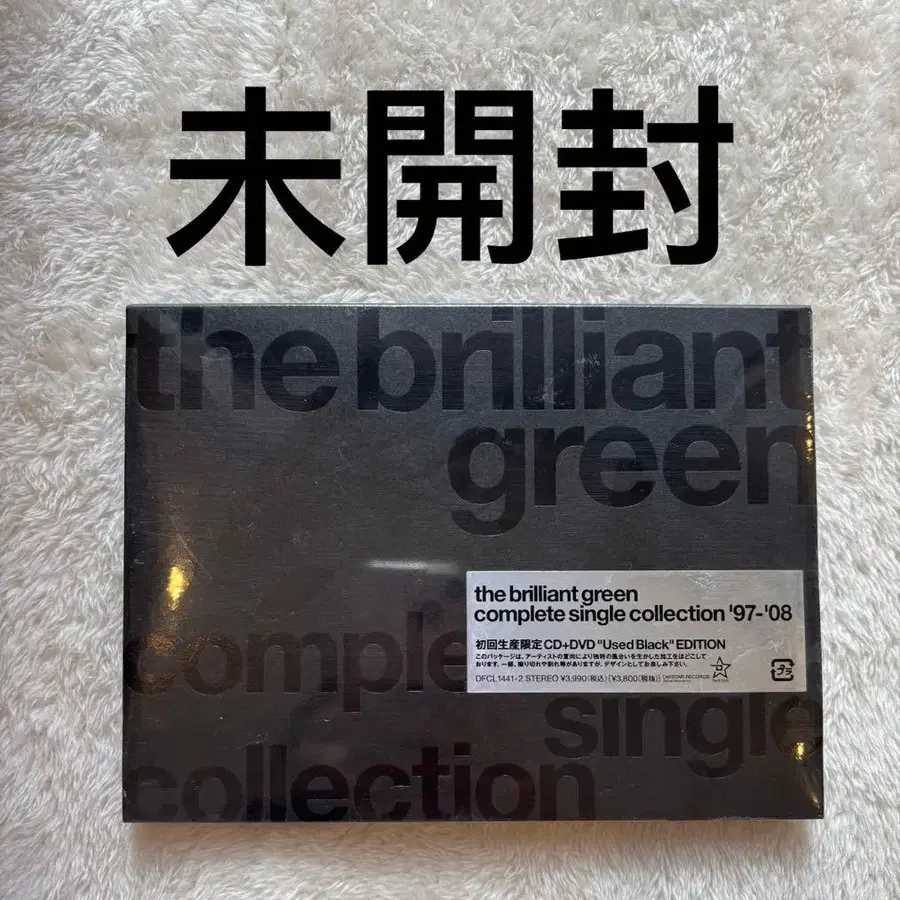 未開封
the brilliant
green
the brilliant green
complete single collection '97-'08
初回生産限定CD+DVD "Used Black" EDITION
このパッケージは、アーティストの意向により独特の風合いを生かした加工をほどこして
おります。一部、擦り切れや割れ等がありますが、デザインとしてお楽しみ下さい。
DFCL1441-2 STEREO ¥3,990(税込)[¥3,800(税抜)]
DefSTAR RECORDS
プラ
comple
single
collection